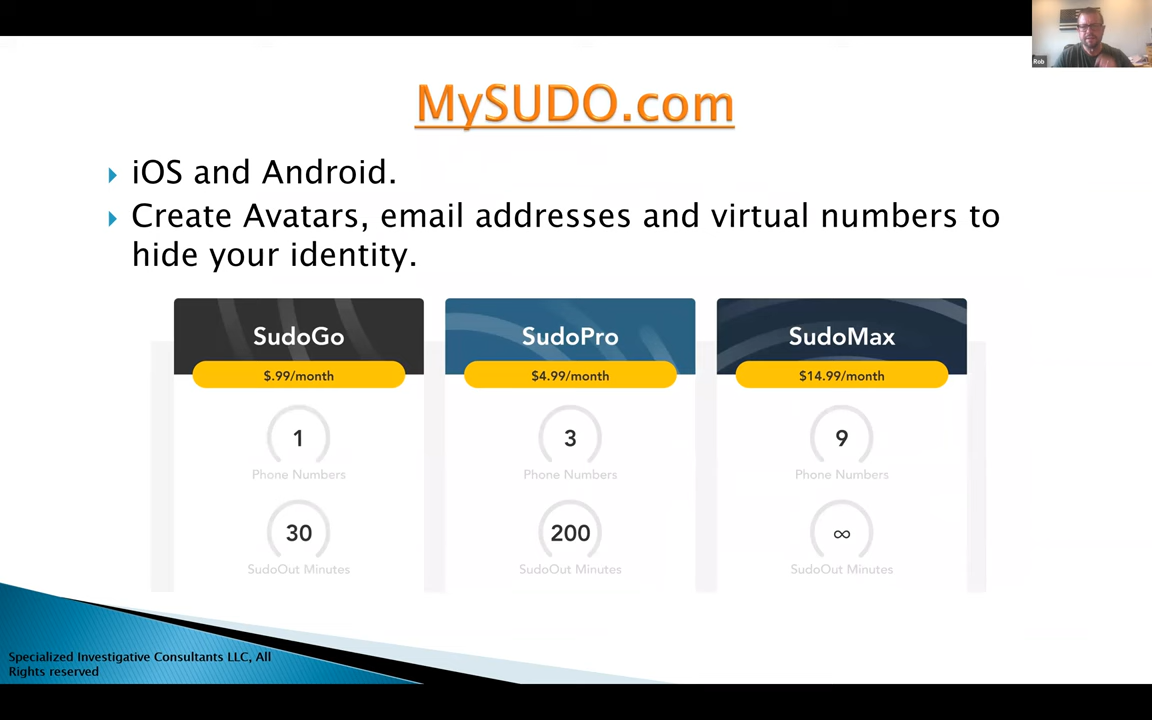 Rob
MySUDO.com
iOS and Android.
Create Avatars, email addresses and virtual numbers to
hide your identity.
SudoGo
SudoPro
SudoMax
$.99/month
$4.99/month
$14.99/month
1
3
9
Phone Numbers
Phone Numbers
Phone Numbers
30
200
∞
SudoOut Minutes
SudoOut Minutes
SudoOut Minutes
Specialized Investigative Consultants LLC, All
Rights reserved